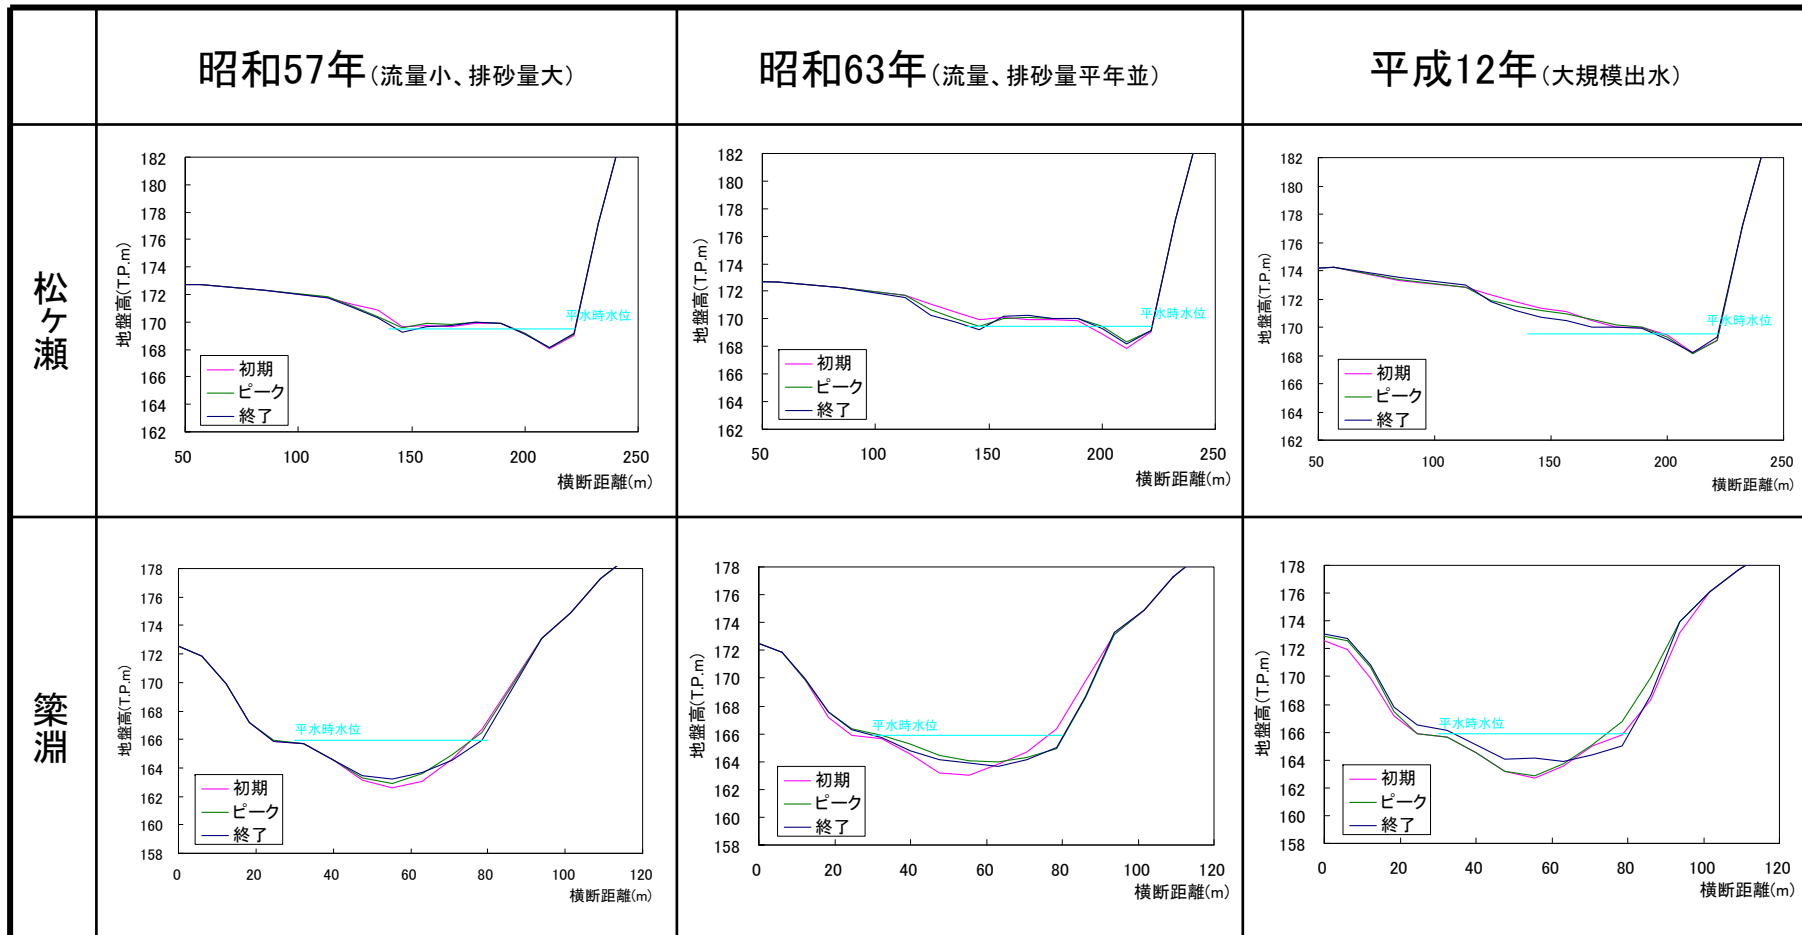 昭和57年(流量小、排砂量大)
昭和63年(流量、排砂量平年並)
平成12年(大規模出水)
松ヶ瀬
地盤高(T.P.m)
182
180
178
176
174
172
170
168
166
164
162
平水時水位
初期
ピーク
終了
50 100 150 200 250
横断距離(m)
地盤高(T.P.m)
182
180
178
176
174
172
170
168
166
164
162
平水時水位
初期
ピーク
終了
50 100 150 200 250
横断距離(m)
地盤高(T.P.m)
182
180
178
176
174
172
170
168
166
164
162
平水時水位
初期
ピーク
終了
50 100 150 200 250
横断距離(m)
簗淵
地盤高(T.P.m)
178
176
174
172
170
168
166
164
162
160
158
平水時水位
初期
ピーク
終了
0 20 40 60 80 100 120
横断距離(m)
地盤高(T.P.m)
178
176
174
172
170
168
166
164
162
160
158
平水時水位
初期
ピーク
終了
0 20 40 60 80 100 120
横断距離(m)
地盤高(T.P.m)
178
176
174
172
170
168
166
164
162
160
158
平水時水位
初期
ピーク
終了
0 20 40 60 80 100 120
横断距離(m)